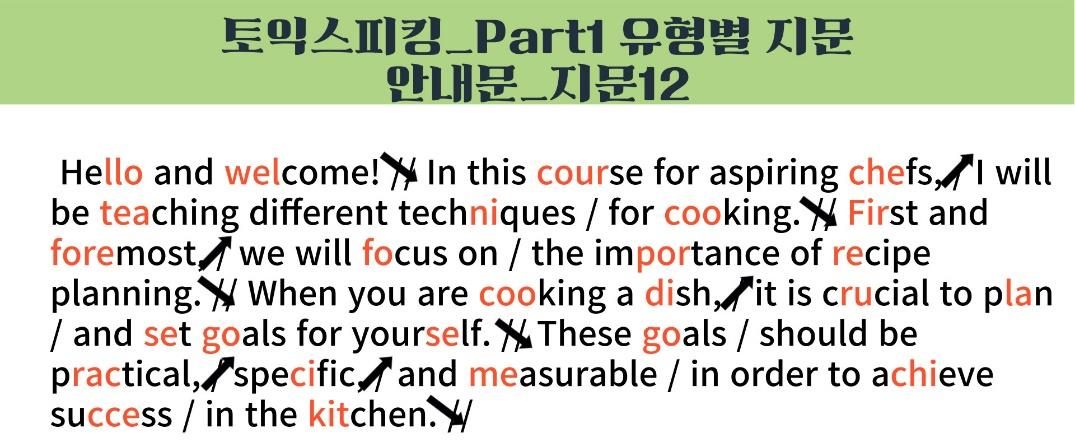 토익스피킹_Part1 유형별 지문
안내문_지문12
Hello and welcome! // In this course for aspiring chefs, / I will
be teaching different techniques / for cooking. // First and
foremost, / we will focus on / the importance of recipe
planning. // When you are cooking a dish, / it is crucial to plan
/ and set goals for yourself. // These goals / should be
practical, / specific, / and measurable / in order to achieve
success / in the kitchen. //